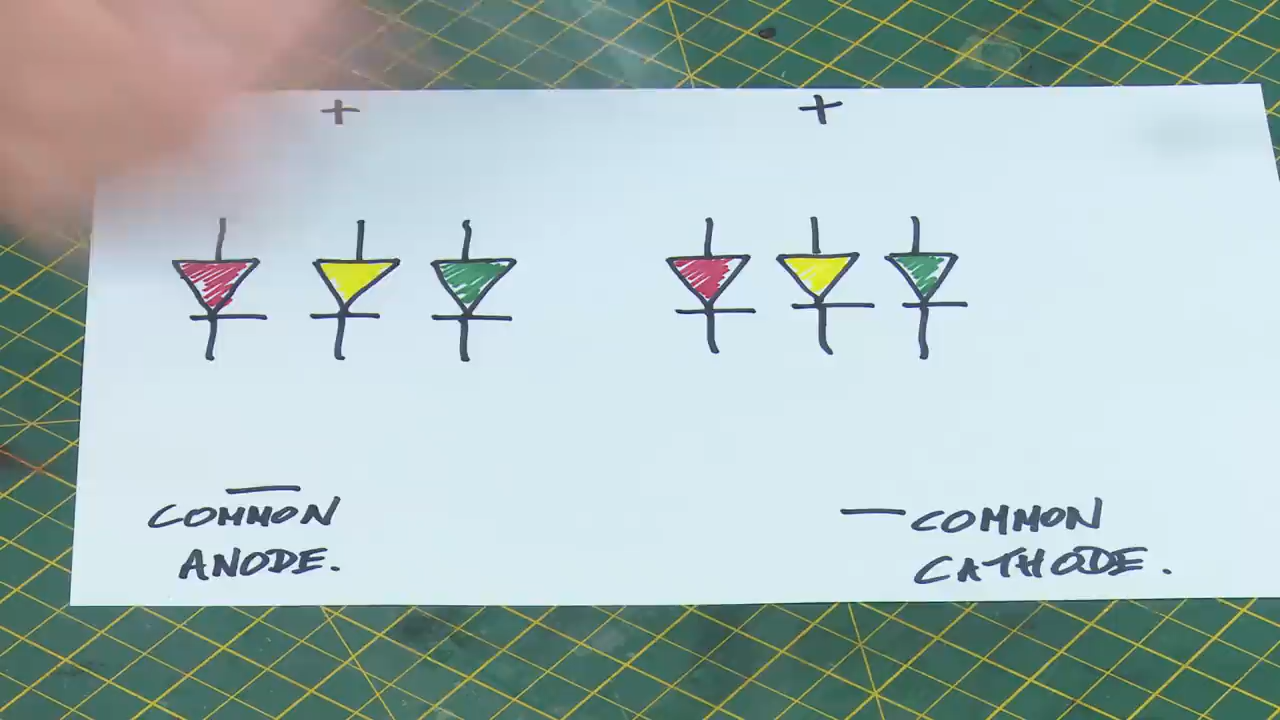 + +
— —
COMMON
ANODE.
COMMON
CATHODE.